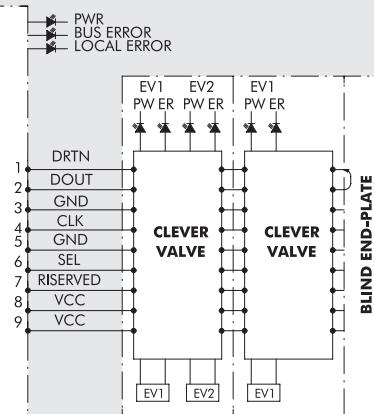 PWR
BUS ERROR
LOCAL ERROR
EV1 EV2 EV1
PW ER PW ER PW ER
1 DRTN
2 DOUT
3 GND
4 CLK
5 GND
6 SEL
7 RISERVED
8 VCC
9 VCC
CLEVER
VALVE
CLEVER
VALVE
BLIND END-PLATE
EV1 EV2 EV1